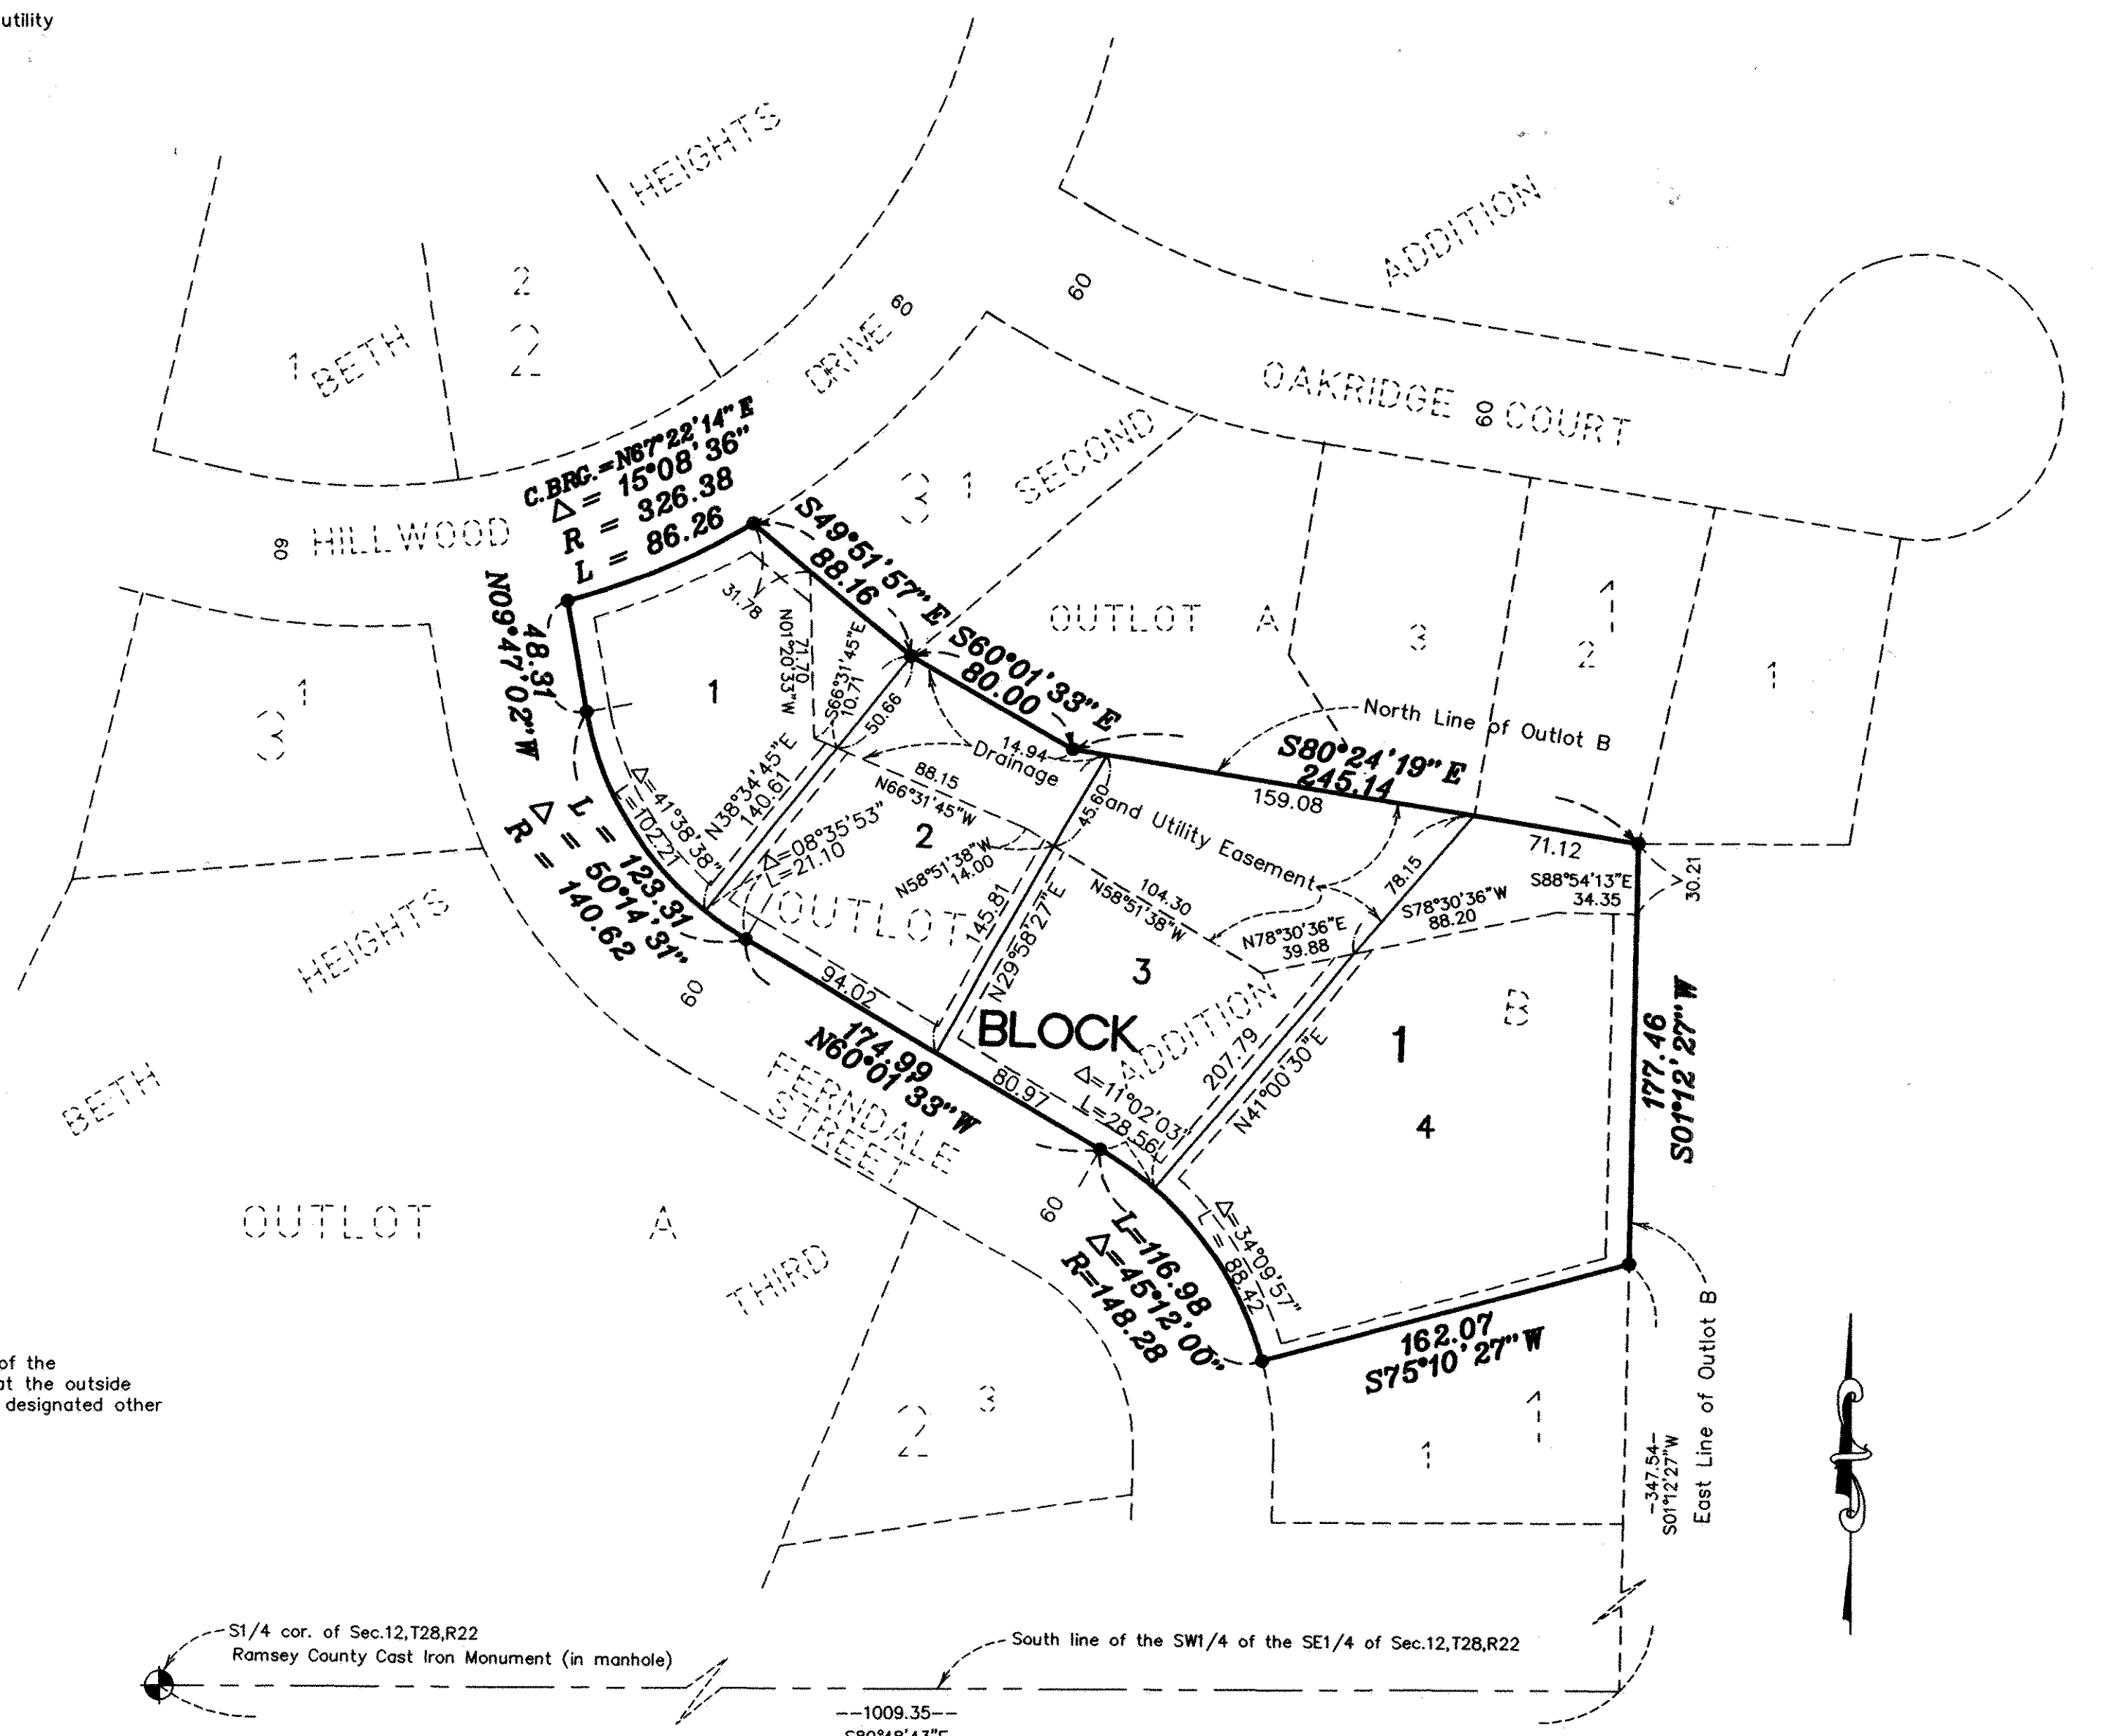 utility
HEIGHTS
ADDITION
2
2
1
BETH
DRIVE
60
60
OAKRIDGE
60
COURT
C.BRG.=N67°22'14"E
Δ= 15°08'36"
R = 326.38
L = 86.26
3
1
SECOND
60
HILLWOOD
S49°51'57"E
88.16
N09°47'02"W
48.31
31.78
N01°20'33"W
71.70
S66°31'45"E
10.71
50.66
S60°01'33"E
80.00
OUTLOT A
3
1
2
1
1
3
1
North Line of Outlot B
S80°24'19"E
245.14
159.08
14.94
Drainage
and Utility Easement
88.15
N66°31'45"W
45.60
2
N58°51'38"W
14.00
N38°34'45"E
140.61
Δ=41°38'38"
L=102.21
Δ=08°35'53"
L=21.10
L = 123.31
Δ = 50°14'31"
R = 140.62
71.12
30.21
S88°54'13"E
34.35
78.15
S78°30'36"W
88.20
N78°30'36"E
39.88
104.30
N58°51'38"W
145.81
N29°58'27"E
OUTLOT
HEIGHTS
60
94.02
3
B
BLOCK
1
ADDITION
207.79
N41°00'30"E
177.46
S01°12'27"W
174.99
N60°01'33"W
80.97
Δ=11°02'03"
L=28.56
4
BETH
FERNDALE
STREET
OUTLOT A
60
THIRD
L=116.98
Δ=45°12'00"
R=148.28
Δ=34°09'57"
L= 88.42
162.07
S75°10'27"W
East Line of Outlot B
of the
at the outside
designated other
2
3
1
1
-347.54-
S01°12'27"W
S1/4 cor. of Sec.12,T28,R22
Ramsey County Cast Iron Monument (in manhole)
South line of the SW1/4 of the SE1/4 of Sec.12,T28,R22
--1009.35--